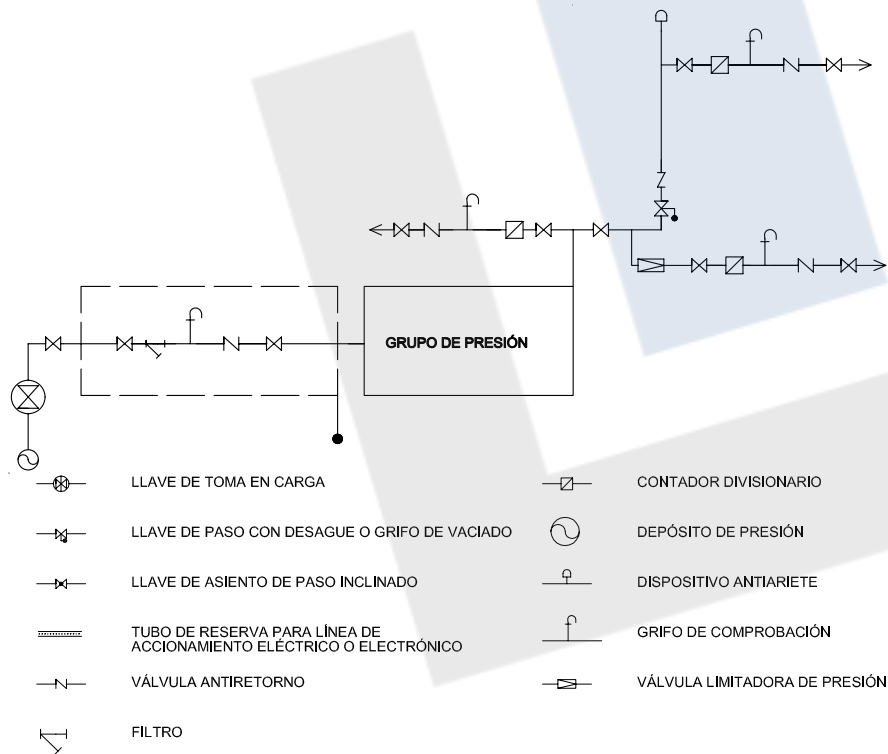 GRUPO DE PRESIÓN
LLAVE DE TOMA EN CARGA
LLAVE DE PASO CON DESAGUE O GRIFO DE VACIADO
LLAVE DE ASIENTO DE PASO INCLINADO
TUBO DE RESERVA PARA LÍNEA DE
ACCIONAMIENTO ELÉCTRICO O ELECTRÓNICO
VÁLVULA ANTIRETORNO
FILTRO
CONTADOR DIVISIONARIO
DEPÓSITO DE PRESIÓN
DISPOSITIVO ANTIARIETE
GRIFO DE COMPROBACIÓN
VÁLVULA LIMITADORA DE PRESIÓN